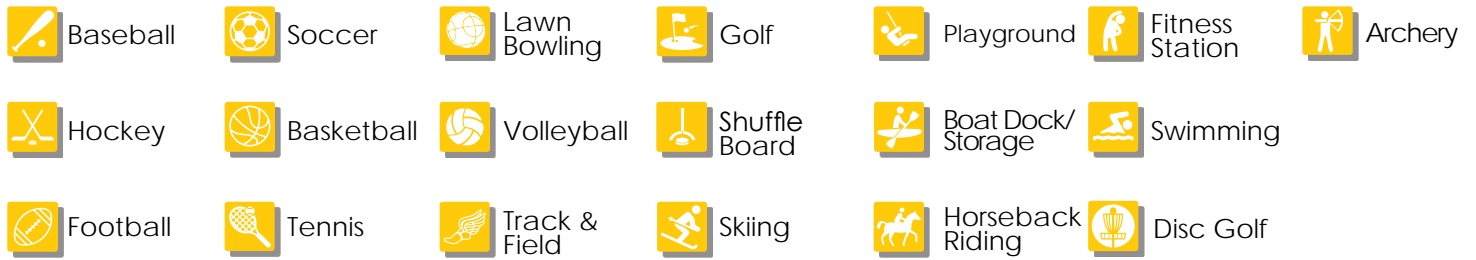 Baseball
Soccer
Lawn
Bowling
Golf
Playground
Fitness
Station
Archery
Hockey
Basketball
Volleyball
Shuffle
Board
Boat Dock/
Storage
Swimming
Football
Tennis
Track &
Field
Skiing
Horseback
Riding
Disc Golf